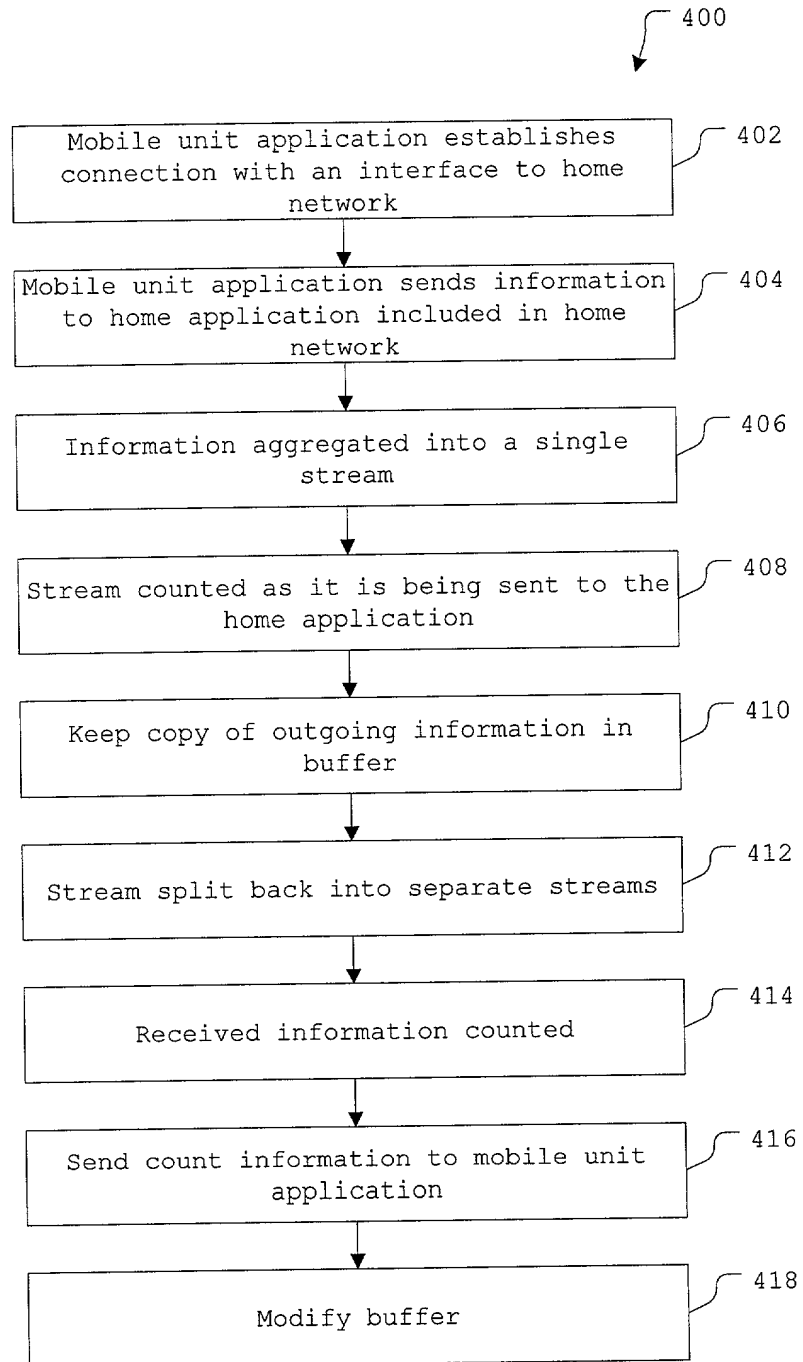 400
Mobile unit application establishes
connection with an interface to home
network
402
Mobile unit application sends information
to home application included in home
network
404
Information aggregated into a single
stream
406
Stream counted as it is being sent to the
home application
408
Keep copy of outgoing information in
buffer
410
Stream split back into separate streams
412
Received information counted
414
Send count information to mobile unit
application
416
Modify buffer
418